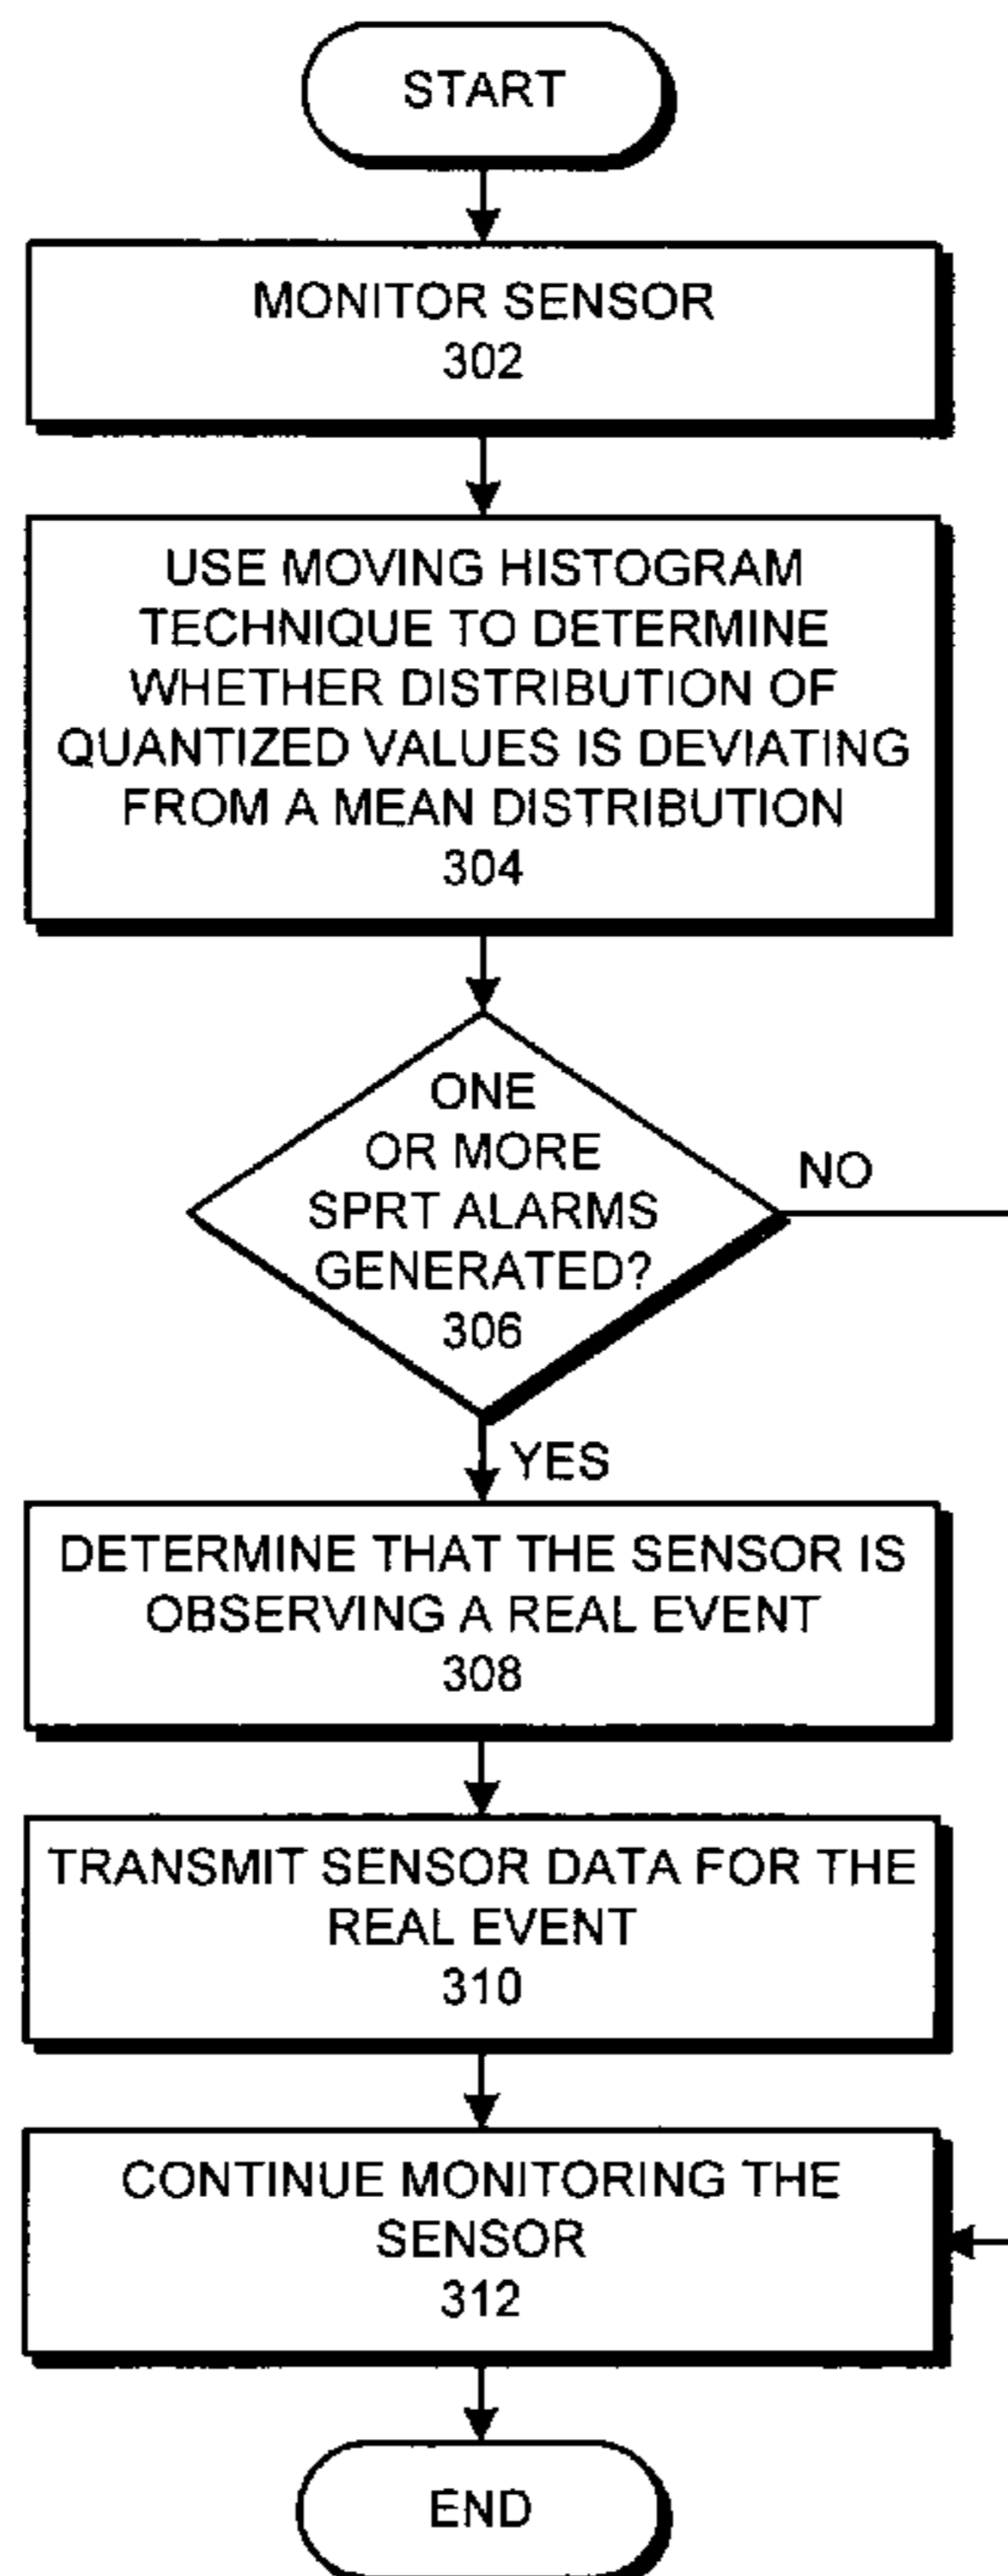 START
MONITOR SENSOR
302
USE MOVING HISTOGRAM
TECHNIQUE TO DETERMINE
WHETHER DISTRIBUTION OF
QUANTIZED VALUES IS DEVIATING
FROM A MEAN DISTRIBUTION
304
ONE
OR MORE
SPRT ALARMS
GENERATED?
306
NO
YES
DETERMINE THAT THE SENSOR IS
OBSERVING A REAL EVENT
308
TRANSMIT SENSOR DATA FOR THE
REAL EVENT
310
CONTINUE MONITORING THE
SENSOR
312
END